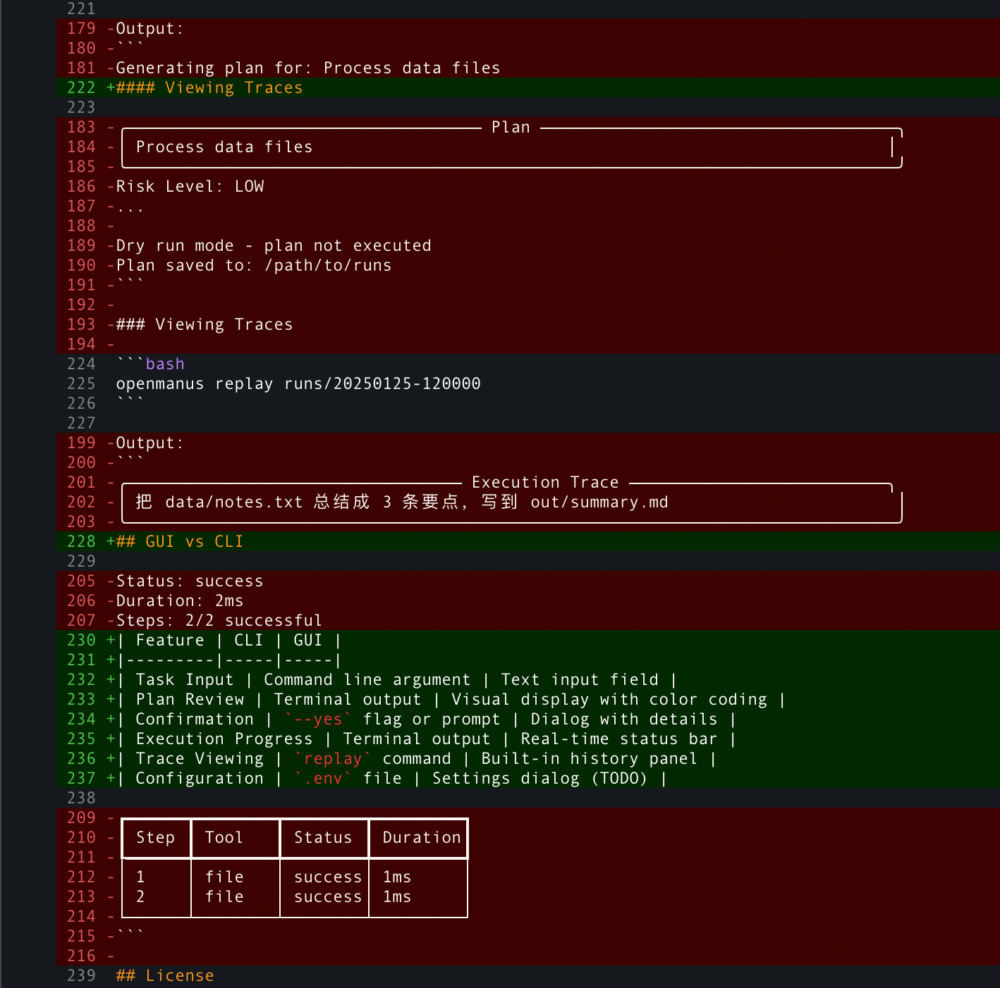 221
179 -Output:
180 -```
181 -Generating plan for: Process data files
222 +#### Viewing Traces
223
183 -╭──────────────────────────────────── Plan ─────────────────────────────────────╮
184 -│ Process data files │
185 -╰───────────────────────────────────────────────────────────────────────────────╯
186 -Risk Level: LOW
187 -...
188 -
189 -Dry run mode - plan not executed
190 -Plan saved to: /path/to/runs
191 -```
192 -
193 -### Viewing Traces
194 -
224 ```bash
225 openmanus replay runs/20250125-120000
226 ```
227
199 -Output:
200 -```
201 -╭────────────────────────────────── Execution Trace ───────────────────────────╮
202 -│ 把 data/notes.txt 总结成 3 条要点, 写到 out/summary.md │
203 -╰───────────────────────────────────────────────────────────────────────────────╯
228 +## GUI vs CLI
229
205 -Status: success
206 -Duration: 2ms
207 -Steps: 2/2 successful
230 +| Feature | CLI | GUI |
231 +|---------|-----|-----|
232 +| Task Input | Command line argument | Text input field |
233 +| Plan Review | Terminal output | Visual display with color coding |
234 +| Confirmation | `--yes` flag or prompt | Dialog with details |
235 +| Execution Progress | Terminal output | Real-time status bar |
236 +| Trace Viewing | `replay` command | Built-in history panel |
237 +| Configuration | `.env` file | Settings dialog (TODO) |
238
209 -┏━━━━━━┳━━━━━━━━┳━━━━━━━━┳━━━━━━━━━┓
210 -┃ Step ┃ Tool   ┃ Status ┃ Duration┃
211 -┡━━━━━━╇━━━━━━━━╇━━━━━━━━╇━━━━━━━━━┩
212 -│ 1    │ file   │ success│ 1ms     │
213 -│ 2    │ file   │ success│ 1ms     │
214 -└──────┴────────┴────────┴─────────┘
215 -```
216 -
239 ## License